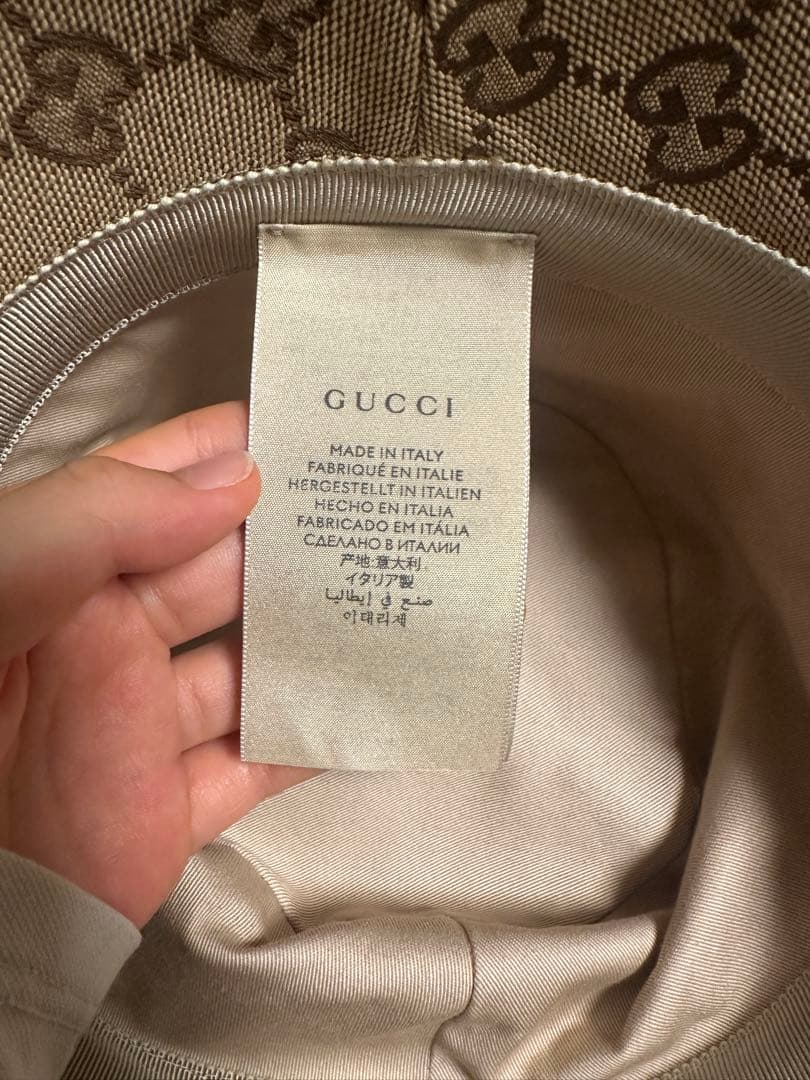 GUCCI
MADE IN ITALY
FABRIQUÉ EN ITALIE
HERGESTELLT IN ITALIEN
HECHO EN ITALIA
FABRICADO EM ITÁLIA
СДЕЛАНО В ИТАЛИИ
产地:意大利
イタリア製
صنع في إيطاليا
이태리제